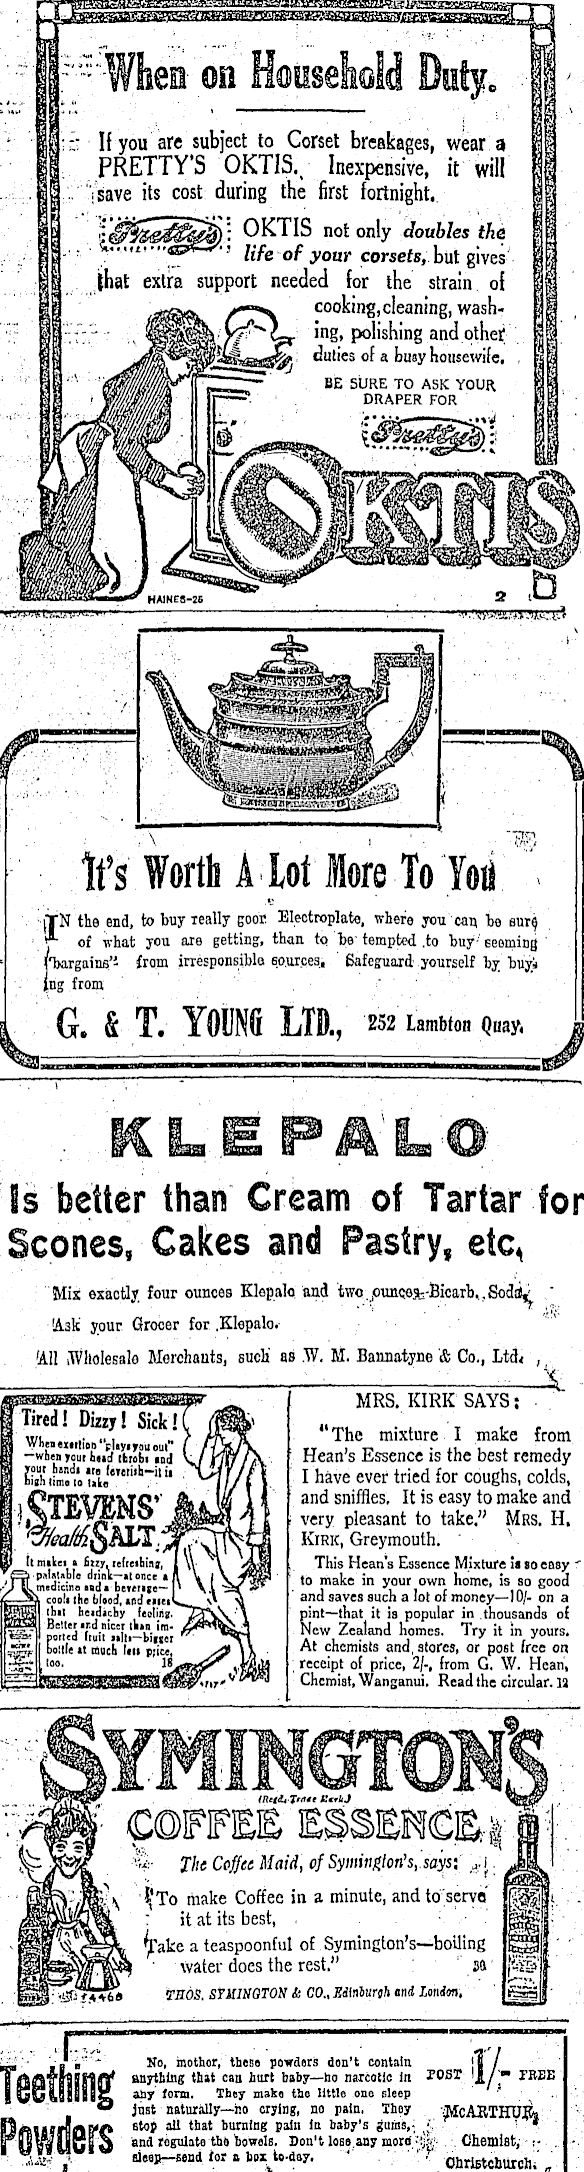 When on Household Duty.
If you are subject to Corset breakages, wear a
PRETTY'S OKTIS. Inexpensive, it will
save its cost during the first fortnight.
Pretty's OKTIS not only doubles the
life of your corsets, but gives
that extra support needed for the strain of
cooking, cleaning, wash-
ing, polishing and other
duties of a busy housewife.
BE SURE TO ASK YOUR
DRAPER FOR
Pretty's
OKTIS
HAINES-26
2
It's Worth A Lot More To You
IN the end, to buy really goor Electroplate, where you can be sure
of what you are getting, than to be tempted to buy seeming
"bargains" from irresponsible sources. Safeguard yourself by buy-
ing from
G. & T. YOUNG LTD., 252 Lambton Quay.
KLEPALO
Is better than Cream of Tartar for
Scones, Cakes and Pastry, etc.
Mix exactly four ounces Klepalo and two ounces Bicarb. Soda.
Ask your Grocer for Klepalo.
All Wholesale Merchants, such as W. M. Bannatyne & Co., Ltd.
Tired! Dizzy! Sick!
When exertion "plays you out"
—when your head throbs and
your hands are feverish—it is
high time to take
STEVENS'
Health SALT
It makes a fizzy, refreshing,
palatable drink—at once a
medicine and a beverage—
cools the blood, and eases
that headachy feeling.
Better and nicer than im-
ported fruit salts—bigger
bottle at much less price,
too. 18
MRS. KIRK SAYS:
"The mixture I make from
Hean's Essence is the best remedy
I have ever tried for coughs, colds,
and sniffles. It is easy to make and
very pleasant to take." MRS. H.
KIRK, Greymouth.
This Hean's Essence Mixture is so easy
to make in your own home, is so good
and saves such a lot of money—10/- on a
pint—that it is popular in thousands of
New Zealand homes. Try it in yours.
At chemists and stores, or post free on
receipt of price, 2/-, from G. W. Hean,
Chemist, Wanganui. Read the circular. 12
SYMINGTON'S
(Regd. Trade Mark.)
COFFEE ESSENCE
The Coffee Maid, of Symington's, says:
"To make Coffee in a minute, and to serve
it at its best,
Take a teaspoonful of Symington's—boiling
water does the rest." 30
THOS. SYMINGTON & CO., Edinburgh and London.
Teething
Powders
No, mother, these powders don't contain
anything that can hurt baby—no narcotic in
any form. They make the little one sleep
just naturally—no crying, no pain. They
stop all that burning pain in baby's gums,
and regulate the bowels. Don't lose any more
sleep—send for a box to-day.
POST 1/- FREE
McARTHUR,
Chemist,
Christchurch.